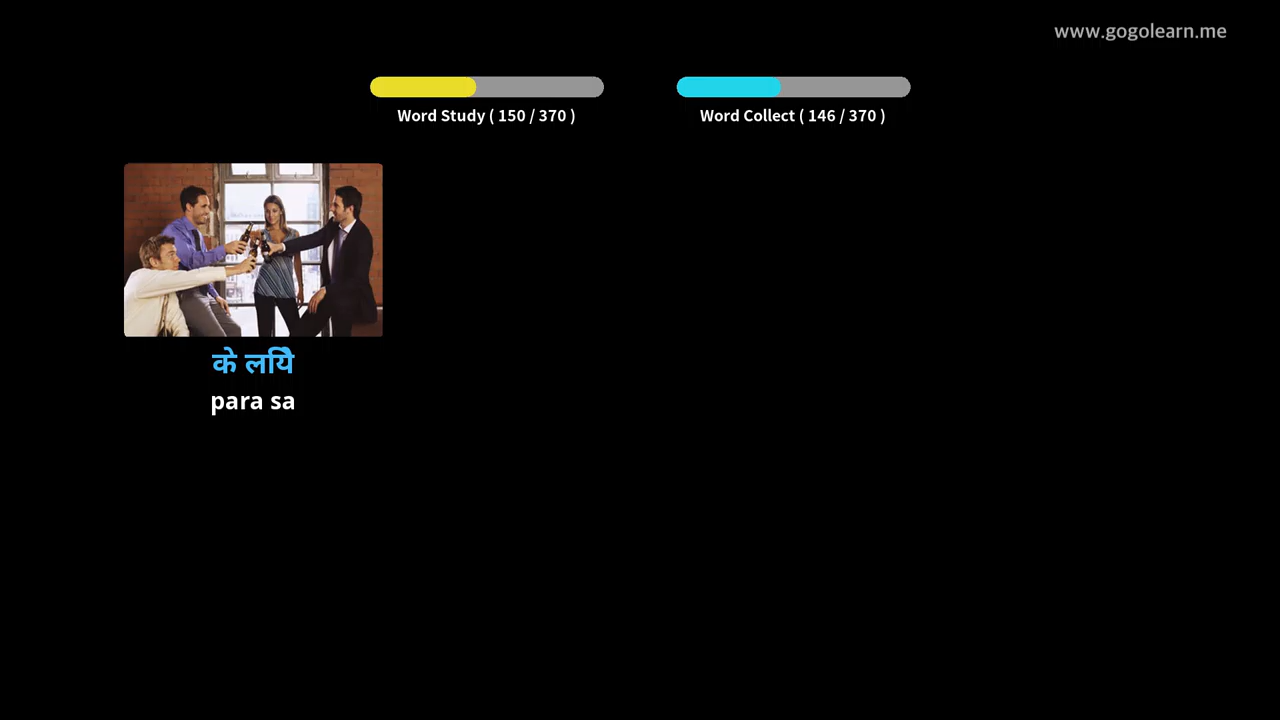 www.gogolearn.me
Word Study ( 150 / 370 )
Word Collect ( 146 / 370 )
के लिये
para sa